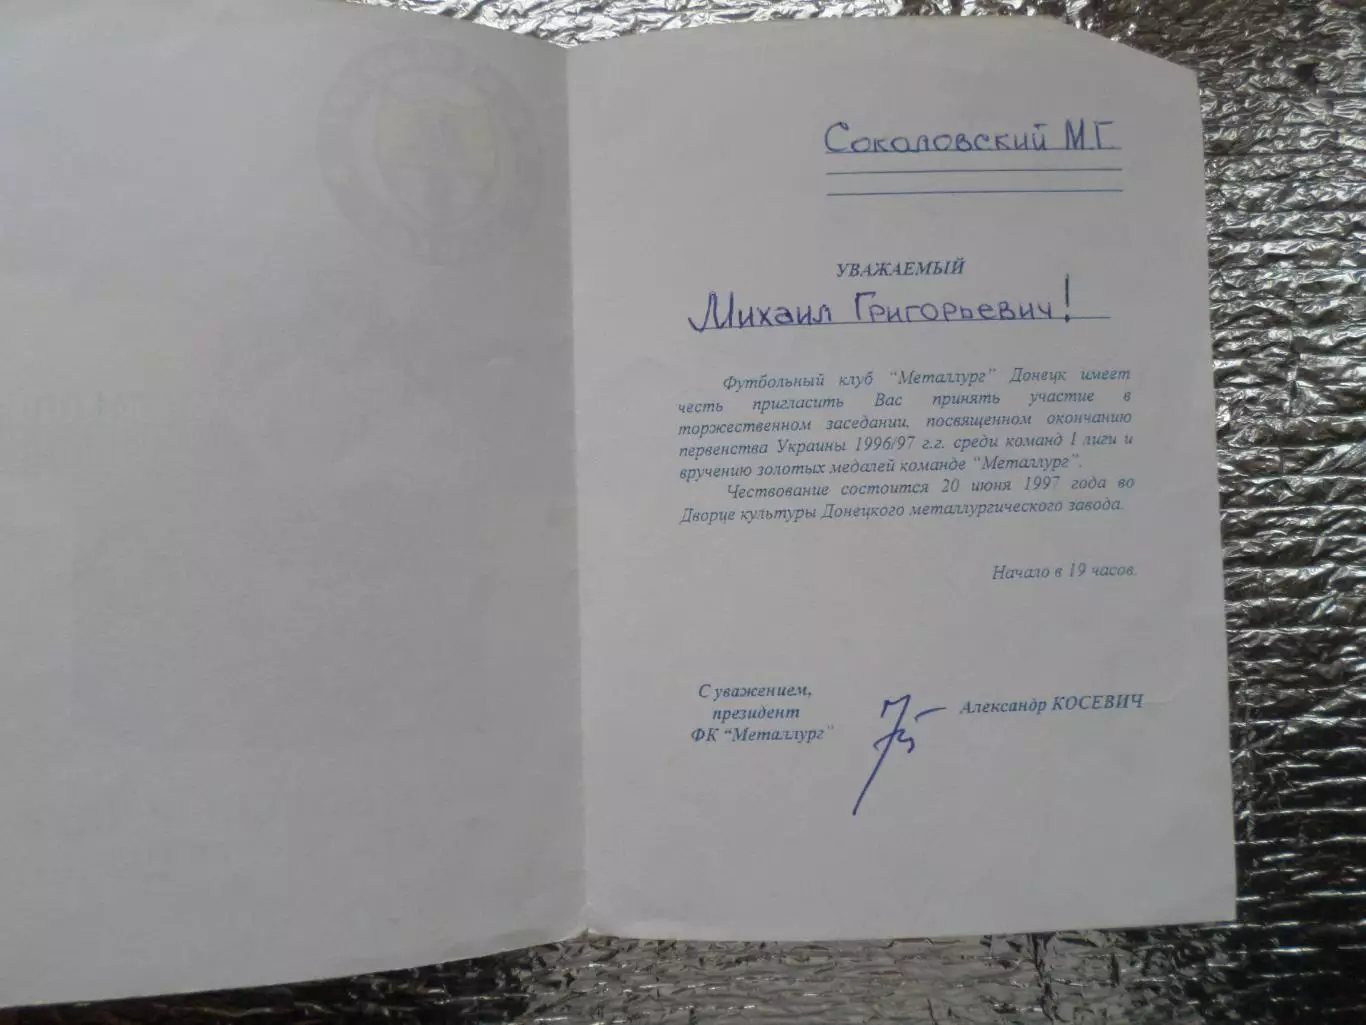 Соколовский М.Г.
УВАЖАЕМЫЙ
Михаил Григорьевич!
Футбольный клуб "Металлург" Донецк имеет
честь пригласить Вас принять участие в
торжественном заседании, посвященном окончанию
первенства Украины 1996/97 г.г. среди команд I лиги и
вручению золотых медалей команде "Металлург".
Чествование состоится 20 июня 1997 года во
Дворце культуры Донецкого металлургического завода.
Начало в 19 часов.
С уважением,
президент
ФК "Металлург"
Александр КОСЕВИЧ